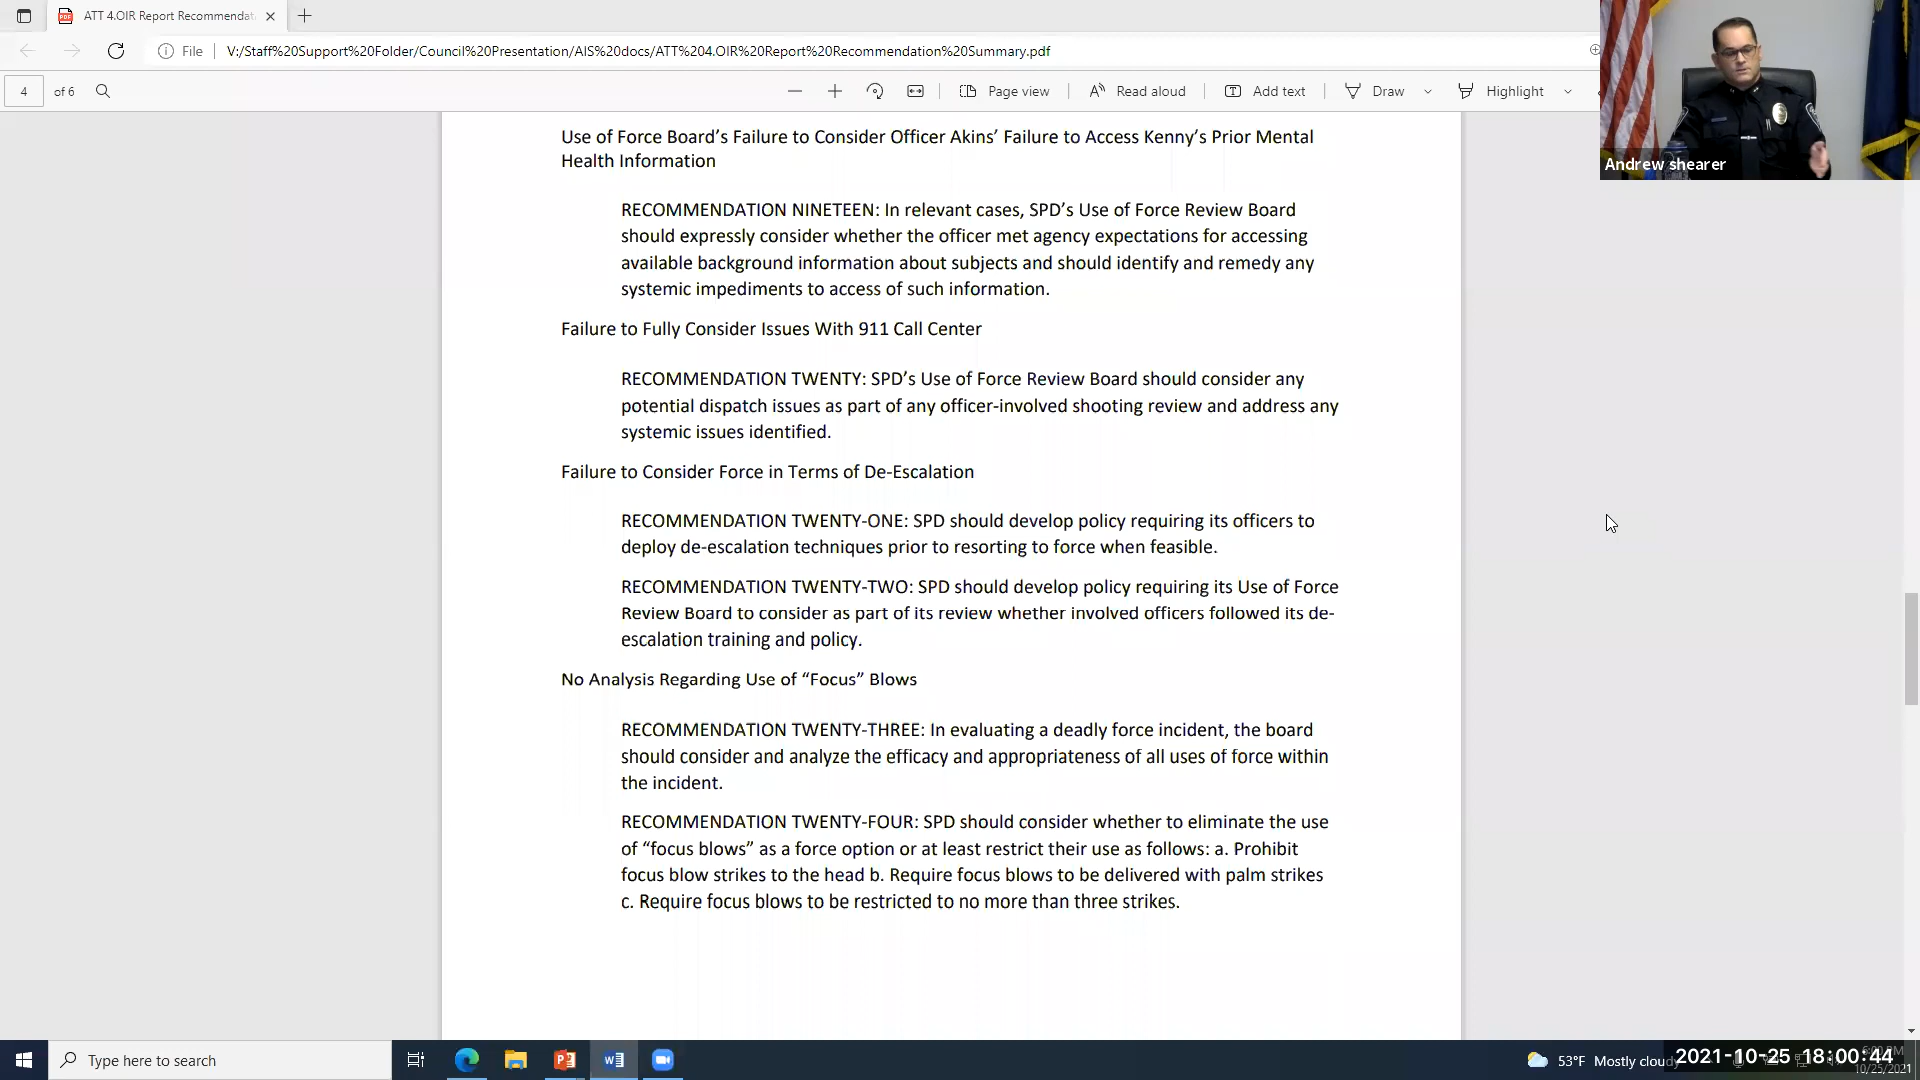 ATT 4.OIR Report Recommendat
File
V:/Staff%20Support%20Folder/Council%20Presentation/AIS%20docs/ATT%204.OIR%20Report%20Recommendation%20Summary.pdf
4 of 6
Page view
Read aloud
Add text
Draw
Highlight
Andrew shearer
Use of Force Board’s Failure to Consider Officer Akins’ Failure to Access Kenny’s Prior Mental
Health Information
RECOMMENDATION NINETEEN: In relevant cases, SPD’s Use of Force Review Board
should expressly consider whether the officer met agency expectations for accessing
available background information about subjects and should identify and remedy any
systemic impediments to access of such information.
Failure to Fully Consider Issues With 911 Call Center
RECOMMENDATION TWENTY: SPD’s Use of Force Review Board should consider any
potential dispatch issues as part of any officer-involved shooting review and address any
systemic issues identified.
Failure to Consider Force in Terms of De-Escalation
RECOMMENDATION TWENTY-ONE: SPD should develop policy requiring its officers to
deploy de-escalation techniques prior to resorting to force when feasible.
RECOMMENDATION TWENTY-TWO: SPD should develop policy requiring its Use of Force
Review Board to consider as part of its review whether involved officers followed its de-
escalation training and policy.
No Analysis Regarding Use of “Focus” Blows
RECOMMENDATION TWENTY-THREE: In evaluating a deadly force incident, the board
should consider and analyze the efficacy and appropriateness of all uses of force within
the incident.
RECOMMENDATION TWENTY-FOUR: SPD should consider whether to eliminate the use
of “focus blows” as a force option or at least restrict their use as follows: a. Prohibit
focus blow strikes to the head b. Require focus blows to be delivered with palm strikes
c. Require focus blows to be restricted to no more than three strikes.
Type here to search
53°F Mostly cloudy
2021-10-25 18:00:44
10/25/2021